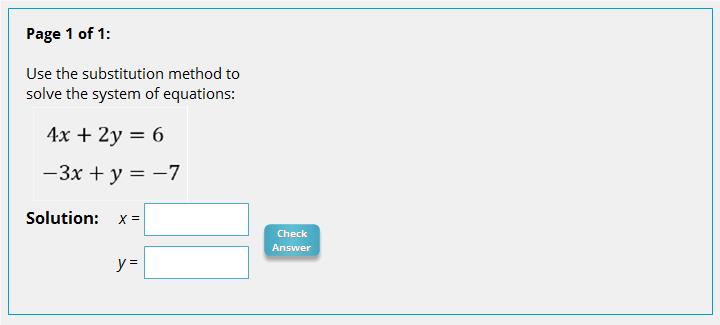 Page 1 of 1:
Use the substitution method to
solve the system of equations:
4x + 2y = 6
−3x + y = −7
Solution: x =
Check
Answer
y =